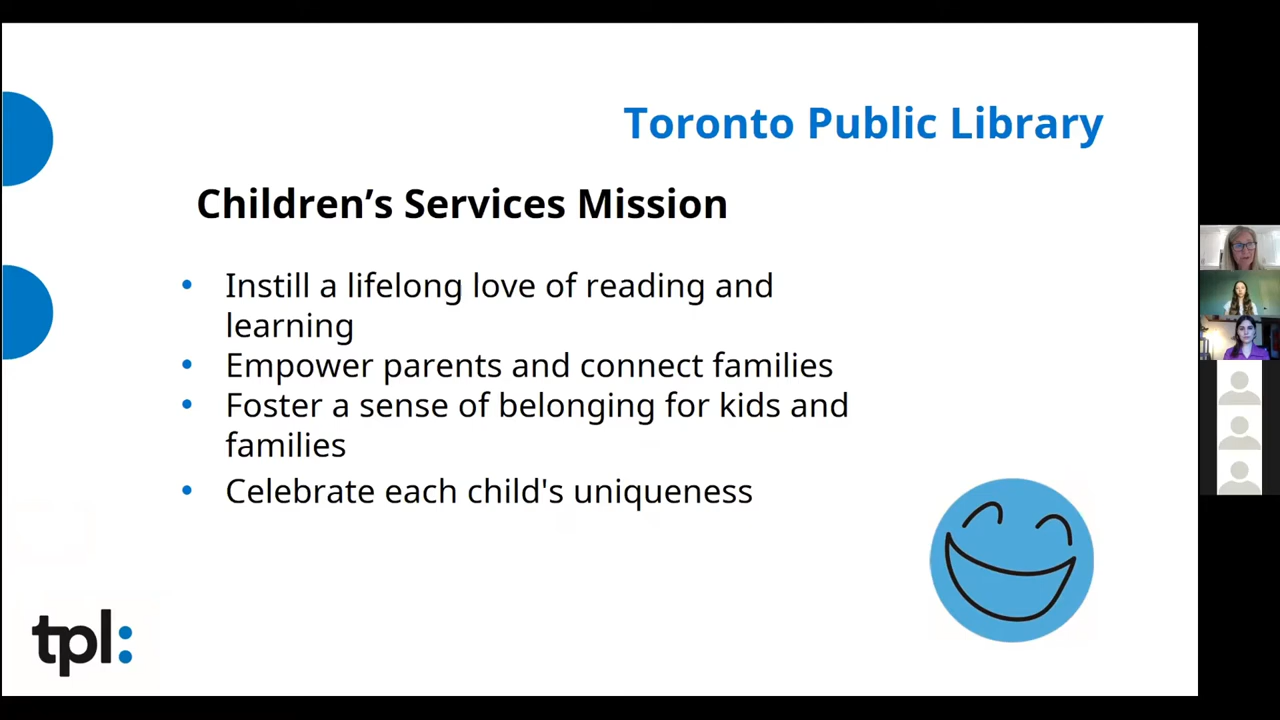 Toronto Public Library
Children’s Services Mission
• Instill a lifelong love of reading and
learning
• Empower parents and connect families
• Foster a sense of belonging for kids and
families
• Celebrate each child's uniqueness
tpl: